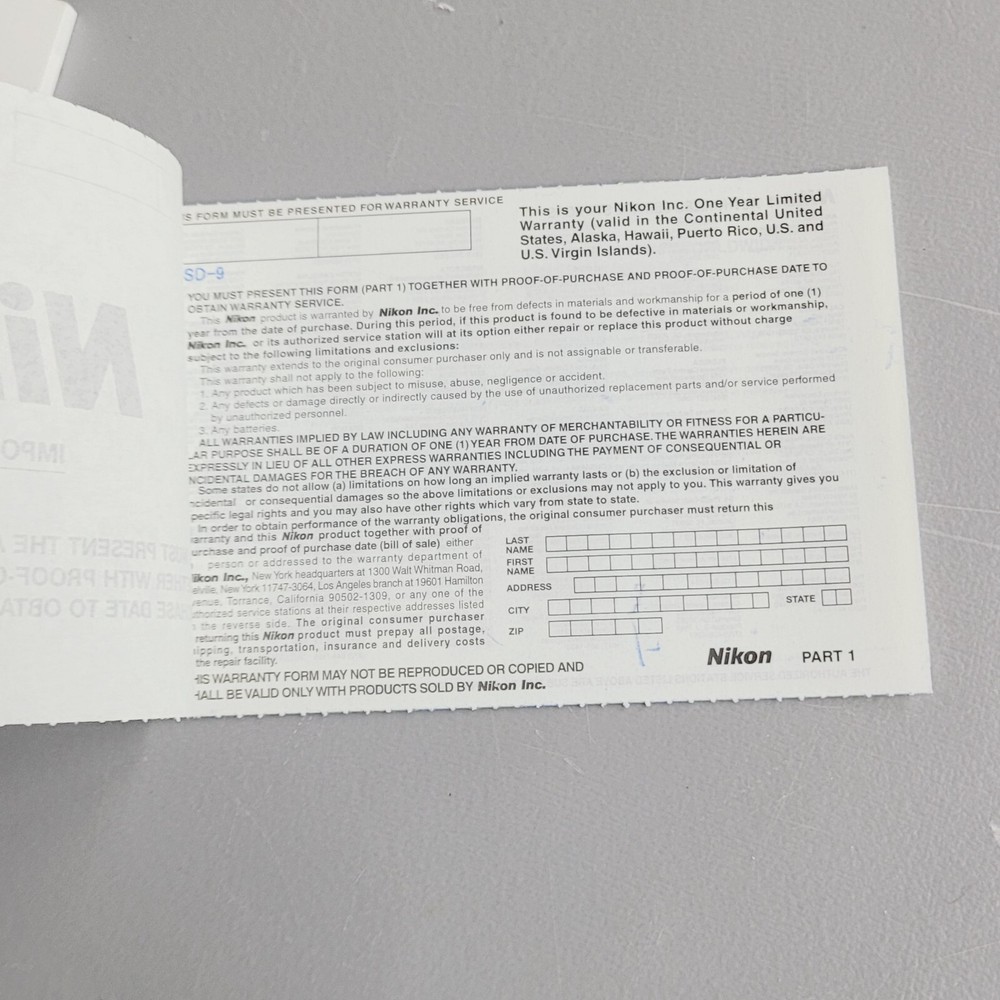 S FORM MUST BE PRESENTED FOR WARRANTY SERVICE
This is your Nikon Inc. One Year Limited
Warranty (valid in the Continental United
States, Alaska, Hawaii, Puerto Rico, U.S. and
U.S. Virgin Islands).
SD-9
YOU MUST PRESENT THIS FORM (PART 1) TOGETHER WITH PROOF-OF-PURCHASE AND PROOF-OF-PURCHASE DATE TO
OBTAIN WARRANTY SERVICE.
This Nikon product is warranted by Nikon Inc. to be free from defects in materials and workmanship for a period of one (1)
year from the date of purchase. During this period, if this product is found to be defective in materials or workmanship,
Nikon Inc. or its authorized service station will at its option either repair or replace this product without charge
subject to the following limitations and exclusions:
This warranty extends to the original consumer purchaser only and is not assignable or transferable.
This warranty shall not apply to the following:
1. Any product which has been subject to misuse, abuse, negligence or accident.
2. Any defects or damage directly or indirectly caused by the use of unauthorized replacement parts and/or service performed
by unauthorized personnel.
3. Any batteries.
ALL WARRANTIES IMPLIED BY LAW INCLUDING ANY WARRANTY OF MERCHANTABILITY OR FITNESS FOR A PARTICU-
LAR PURPOSE SHALL BE OF A DURATION OF ONE (1) YEAR FROM DATE OF PURCHASE. THE WARRANTIES HEREIN ARE
EXPRESSLY IN LIEU OF ALL OTHER EXPRESS WARRANTIES INCLUDING THE PAYMENT OF CONSEQUENTIAL OR
NCIDENTAL DAMAGES FOR THE BREACH OF ANY WARRANTY.
Some states do not allow (a) limitations on how long an implied warranty lasts or (b) the exclusion or limitation of
ncidental or consequential damages so the above limitations or exclusions may not apply to you. This warranty gives you
pecific legal rights and you may also have other rights which vary from state to state.
In order to obtain performance of the warranty obligations, the original consumer purchaser must return this
arranty and this Nikon product together with proof of
urchase and proof of purchase date (bill of sale) either
person or addressed to the warranty department of
ikon Inc., New York headquarters at 1300 Walt Whitman Road,
elville, New York 11747-3064, Los Angeles branch at 19601 Hamilton
venue, Torrance, California 90502-1309, or any one of the
uthorized service stations at their respective addresses listed
the reverse side. The original consumer purchaser
returning this Nikon product must prepay all postage,
ipping, transportation, insurance and delivery costs
the repair facility.
HIS WARRANTY FORM MAY NOT BE REPRODUCED OR COPIED AND
HALL BE VALID ONLY WITH PRODUCTS SOLD BY Nikon Inc.
LAST
NAME
FIRST
NAME
ADDRESS
CITY
STATE
ZIP
Nikon PART 1